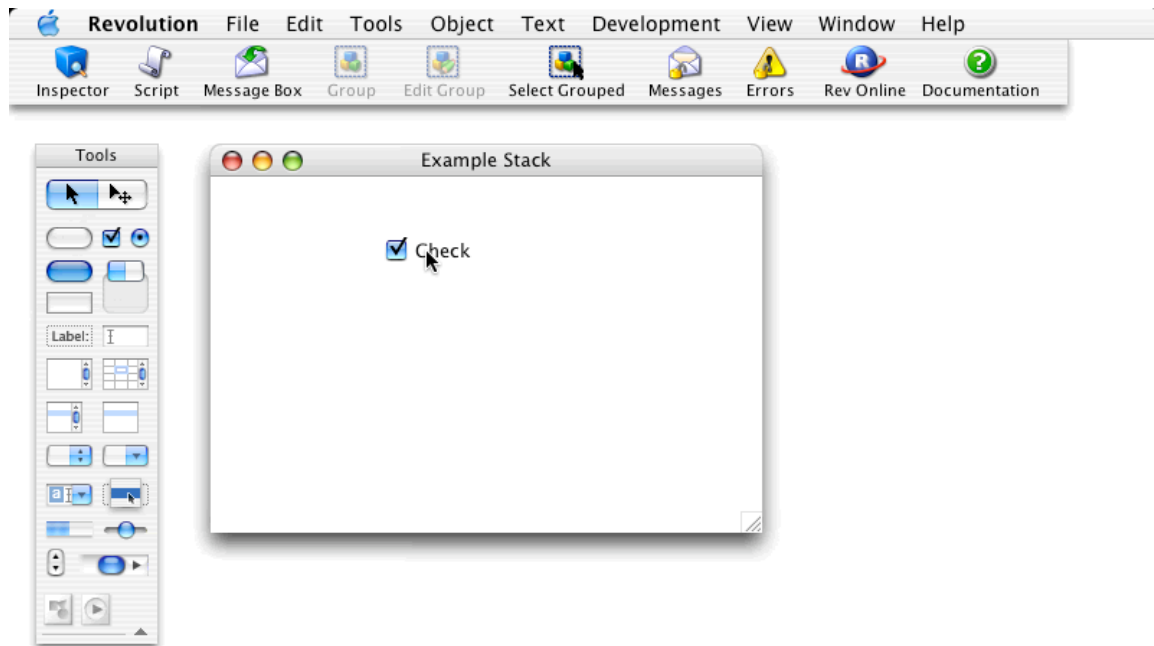 Revolution File Edit Tools Object Text Development View Window Help
Inspector Script Message Box Group Edit Group Select Grouped Messages Errors Rev Online Documentation
Tools
Example Stack
Check
Label: